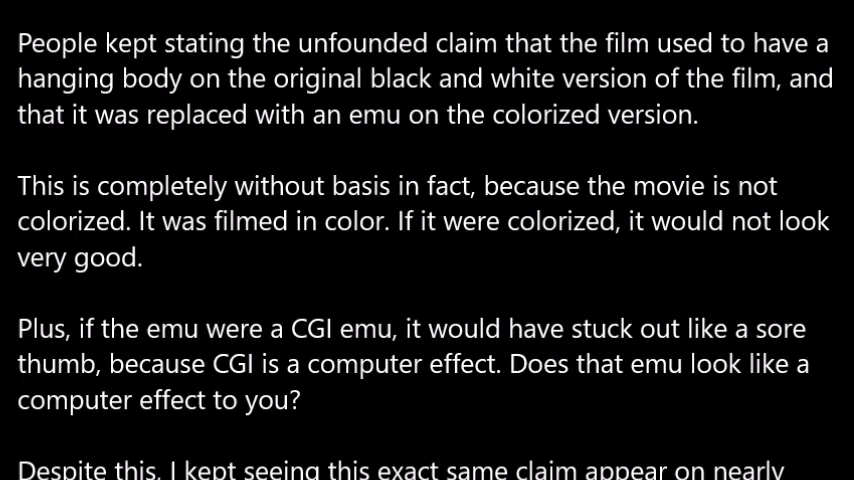 People kept stating the unfounded claim that the film used to have a
hanging body on the original black and white version of the film, and
that it was replaced with an emu on the colorized version.
This is completely without basis in fact, because the movie is not
colorized. It was filmed in color. If it were colorized, it would not look
very good.
Plus, if the emu were a CGI emu, it would have stuck out like a sore
thumb, because CGI is a computer effect. Does that emu look like a
computer effect to you?
Despite this, I kept seeing this exact same claim appear on nearly